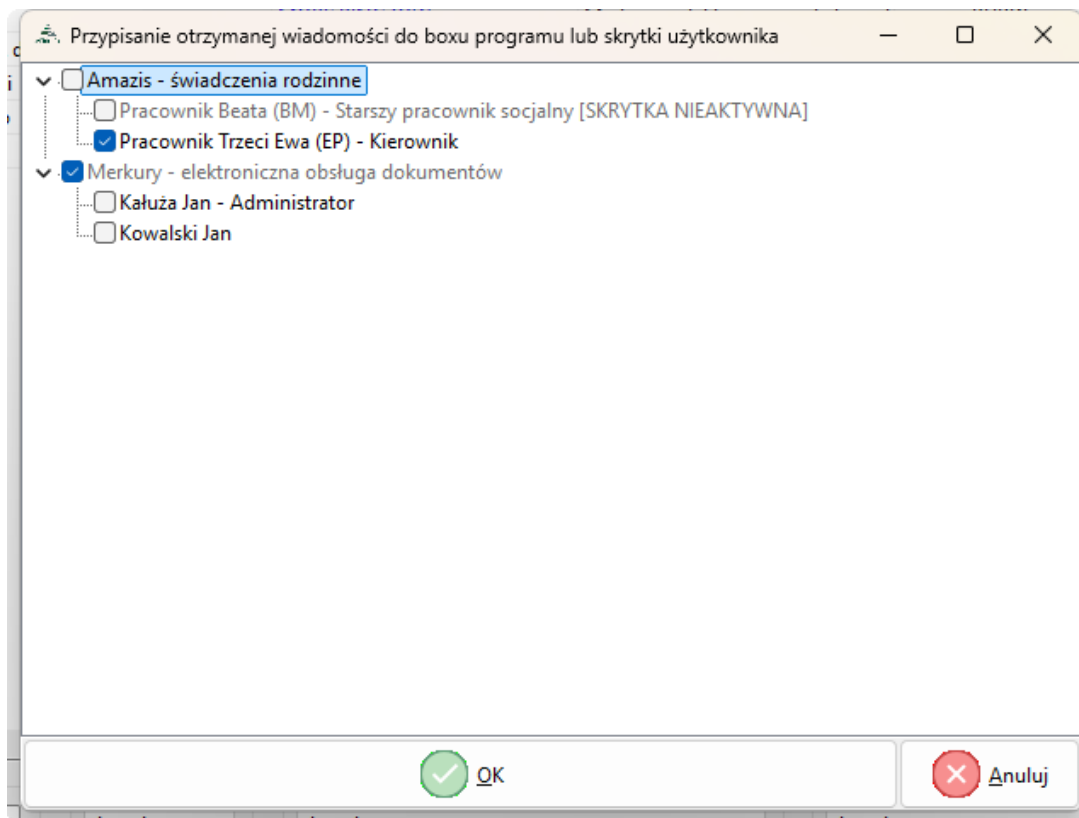 Przypisanie otrzymanej wiadomości do boxu programu lub skrytki użytkownika
Amazis - świadczenia rodzinne
Pracownik Beata (BM) - Starszy pracownik socjalny [SKRYTKA NIEAKTYWNA]
Pracownik Trzeci Ewa (EP) - Kierownik
Merkury - elektroniczna obsługa dokumentów
Kałuża Jan - Administrator
Kowalski Jan
OK
Anuluj